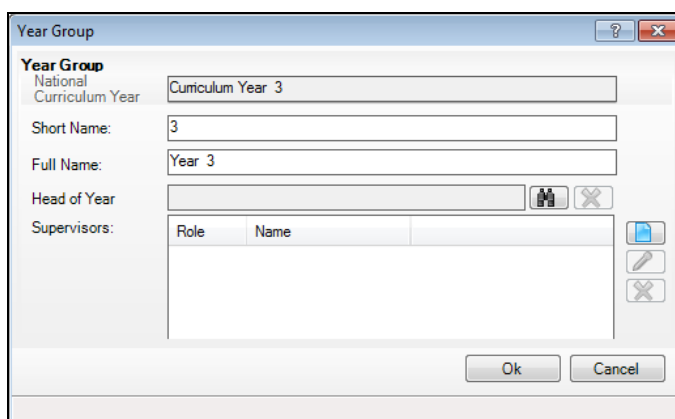 Year Group
Year Group
National
Curriculum Year
Curriculum Year 3
Short Name:
3
Full Name:
Year 3
Head of Year
Supervisors:
Role Name
Ok Cancel